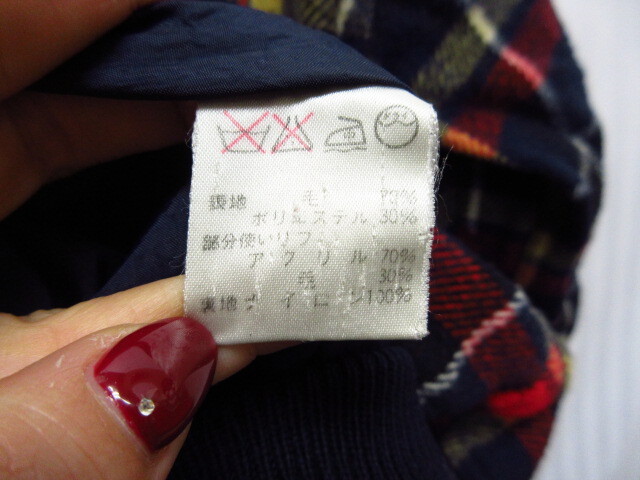 表地 毛 70%
ポリエステル 30%
部分使いリブ
アクリル 70%
毛 30%
裏地 ナイロン100%